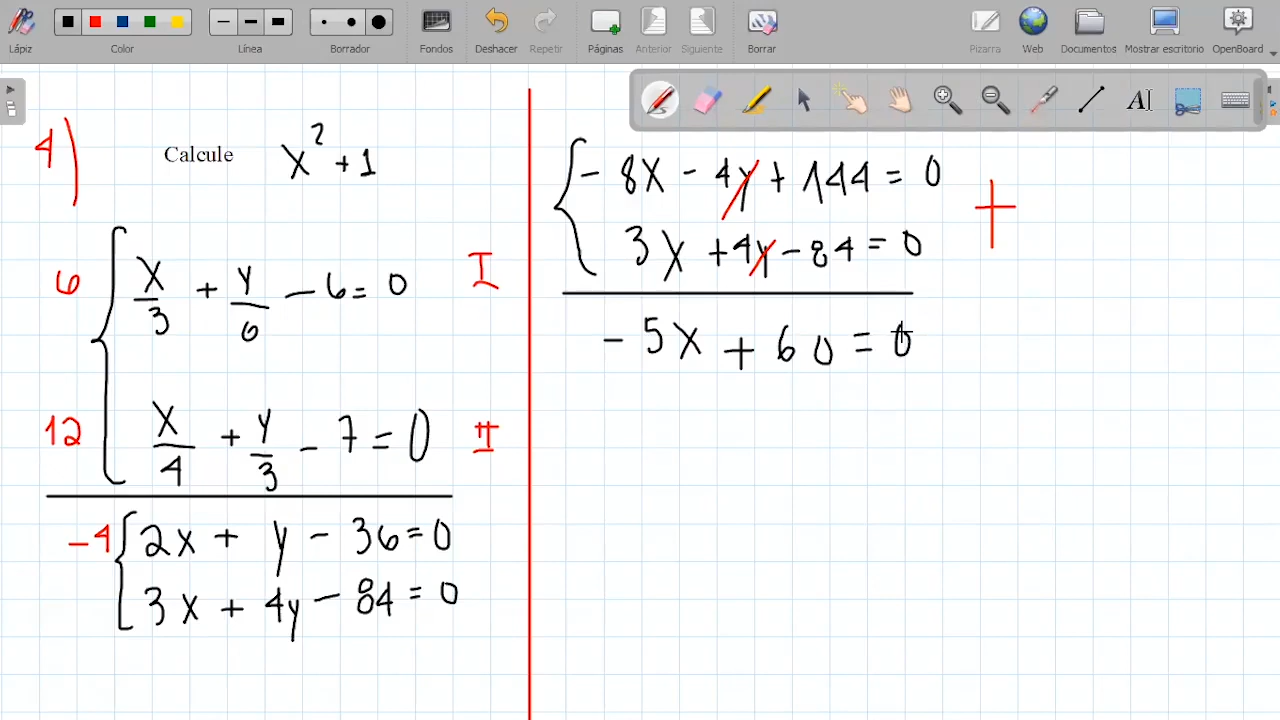 Lápiz Color Línea Borrador Fondos Deshacer Repetir Páginas Anterior Siguiente Borrar Pizarra Web Documentos Mostrar escritorio OpenBoard
4) Calcule x² + 1
6 x/3 + y/6 - 6 = 0 I
12 x/4 + y/3 - 7 = 0 II
-4 2x + y - 36 = 0
3x + 4y - 84 = 0
- 8x - 4y + 144 = 0 +
3x + 4y - 84 = 0
- 5x + 60 = 0